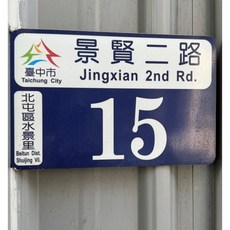 臺中市
Taichung City
景賢二路
Jingxian 2nd Rd.
北屯區水景里
Beitun Dist.
Shuijing Vil.
15